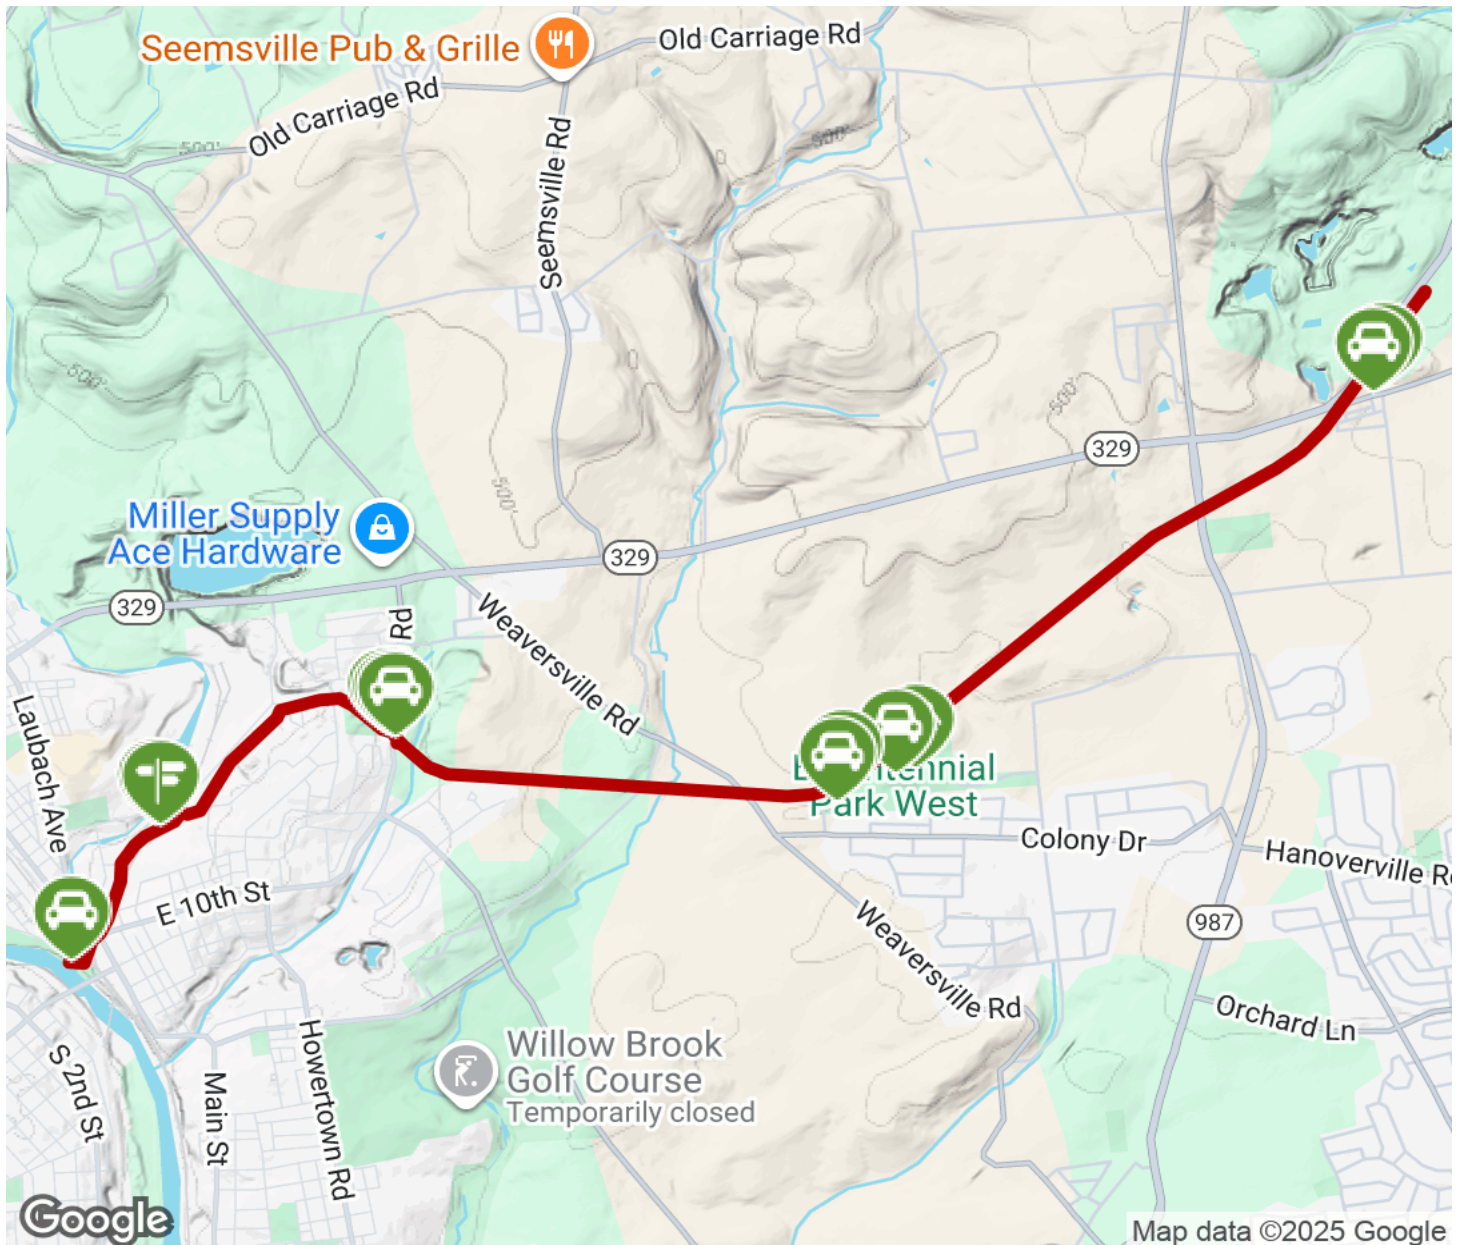 Seemsville Pub & Grille
Old Carriage Rd
Old Carriage Rd
500'
500'
Seemsville Rd
500'
500'
500'
329
Miller Supply
Ace Hardware
329
329
Rd
Weaversville Rd
Laubach Ave
Park West
Colony Dr
Hanoverville
E 10th St
987
Weaversville Rd
Orchard Ln
Willow Brook
Golf Course
Temporarily closed
S 2nd St
Main St
Howertown Rd
Google
Map data ©2025 Google